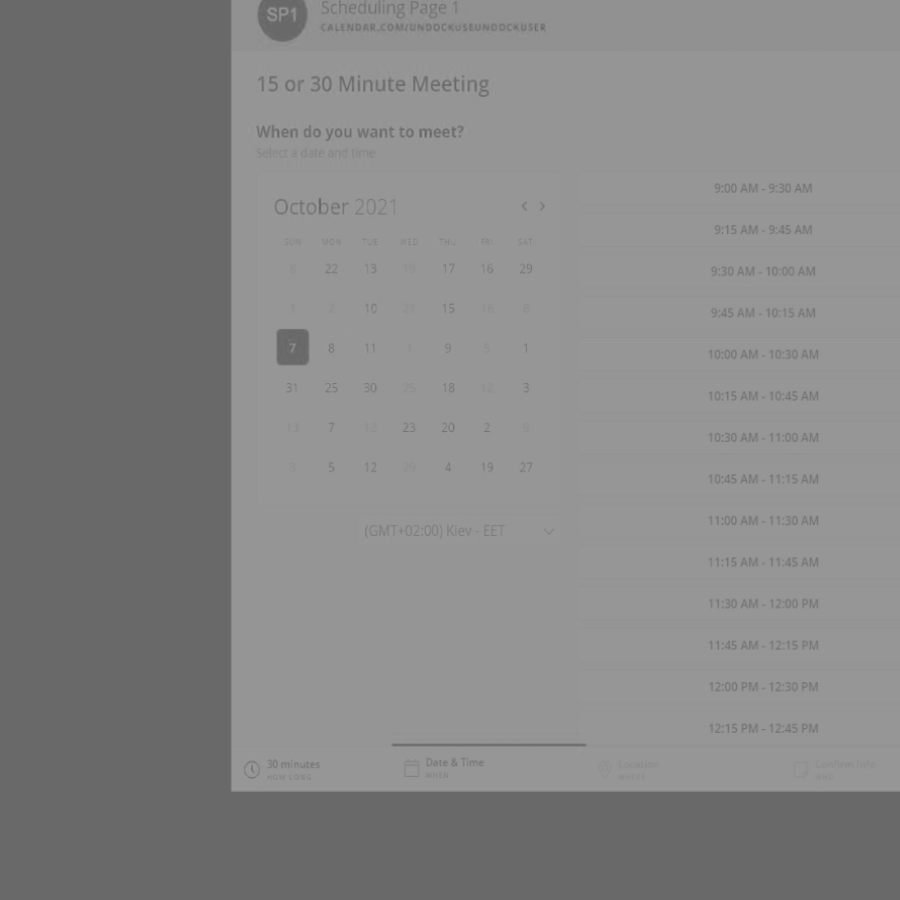 SP1
Scheduling Page 1
CALENDAR.COM/UNDOCKUSEUNDOCKUSER
15 or 30 Minute Meeting
When do you want to meet?
Select a date and time
October 2021
SUN MON TUE WED THU FRI SAT
22 13 17 16 29
1 2 10 21 15 8
7 8 11 9 1
31 25 30 25 18 12 3
13 7 23 20 2
5 12 29 4 19 27
(GMT+02:00) Kiev - EET
9:00 AM - 9:30 AM
9:15 AM - 9:45 AM
9:30 AM - 10:00 AM
9:45 AM - 10:15 AM
10:00 AM - 10:30 AM
10:15 AM - 10:45 AM
10:30 AM - 11:00 AM
10:45 AM - 11:15 AM
11:00 AM - 11:30 AM
11:15 AM - 11:45 AM
11:30 AM - 12:00 PM
11:45 AM - 12:15 PM
12:00 PM - 12:30 PM
12:15 PM - 12:45 PM
30 minutes
HOW LONG
Date & Time
WHEN
Location
WHERE
Confirm Info
WHO